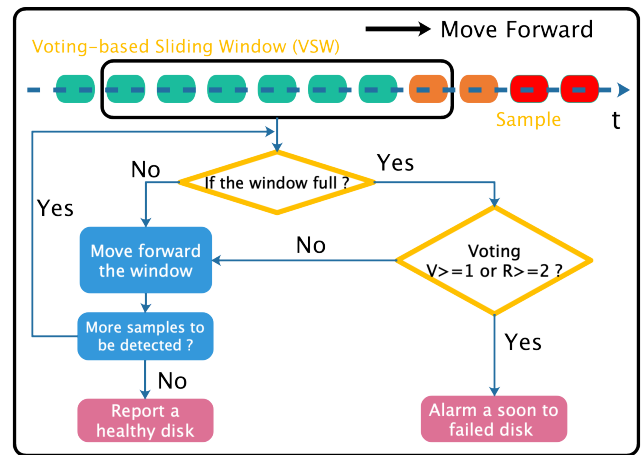 Move Forward
Voting-based Sliding Window (VSW)
Sample
t
If the window full ?
No
Yes
Yes
Move forward
the window
No
Voting
V>=1 or R>=2 ?
More samples to
be detected ?
Yes
No
Report a
healthy disk
Alarm a soon to
failed disk